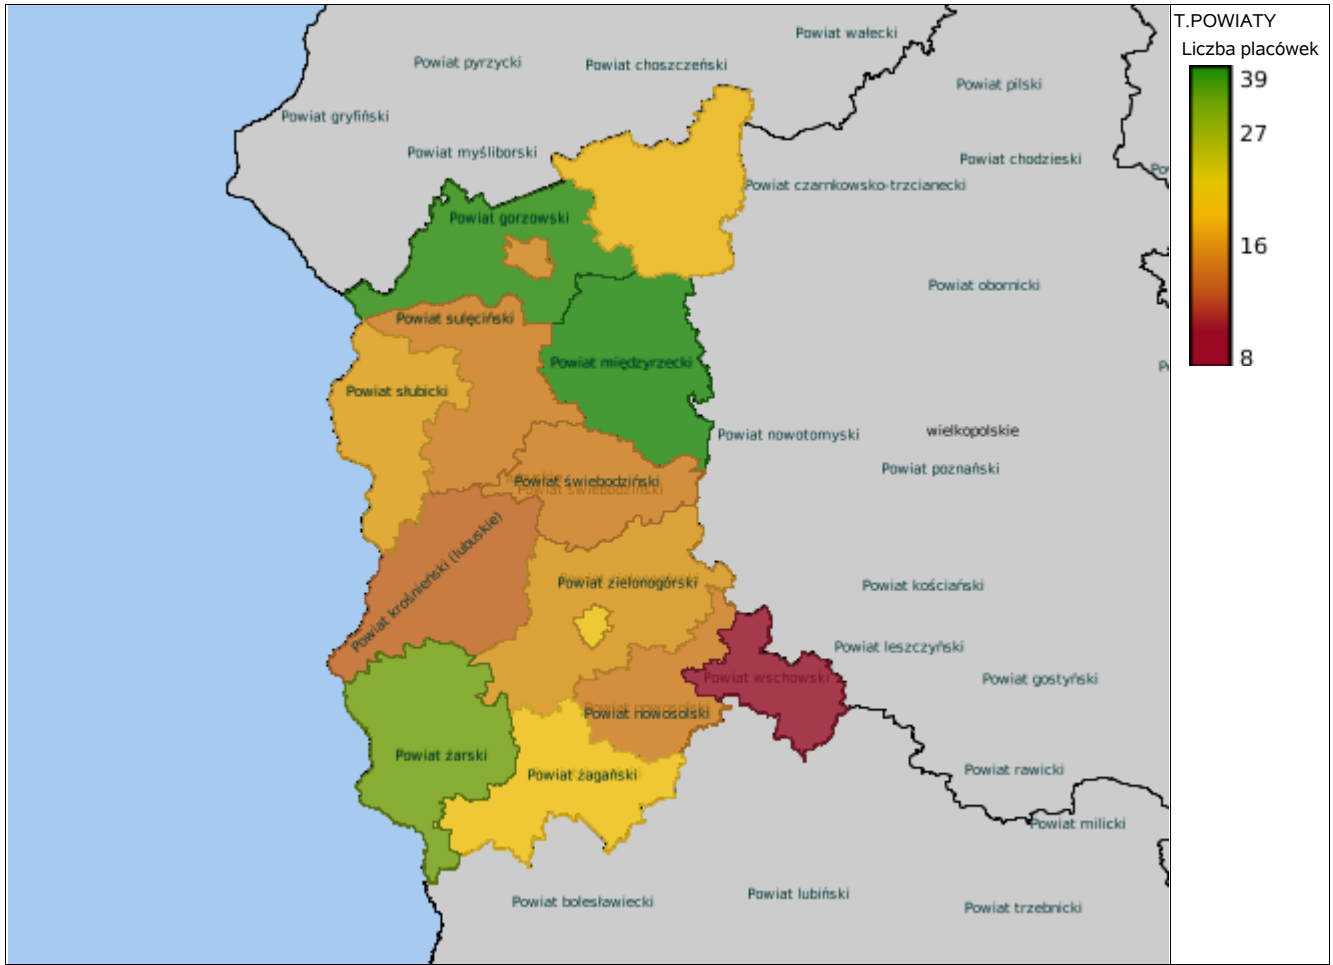 T.POWIATY
Liczba placówek
39
27
16
8
Powiat wałecki
Powiat pyrzycki
Powiat choszczeński
Powiat pilski
Powiat gryfiński
Powiat myśliborski
Powiat chodzieski
Powiat czarnkowsko-trzcianecki
Powiat gorzowski
Powiat obornicki
Powiat sulęciński
Powiat międzyrzecki
Powiat słubicki
Powiat nowotomyski
wielkopolskie
Powiat poznański
Powiat świebodziński
Powiat świebodziński
Powiat krośnieński (lubuskie)
Powiat zielonogórski
Powiat kościański
Powiat leszczyński
Powiat wschowski
Powiat gostyński
Powiat nowosolski
Powiat żarski
Powiat żagański
Powiat rawicki
Powiat milicki
Powiat bolesławiecki
Powiat lubiński
Powiat trzebnicki